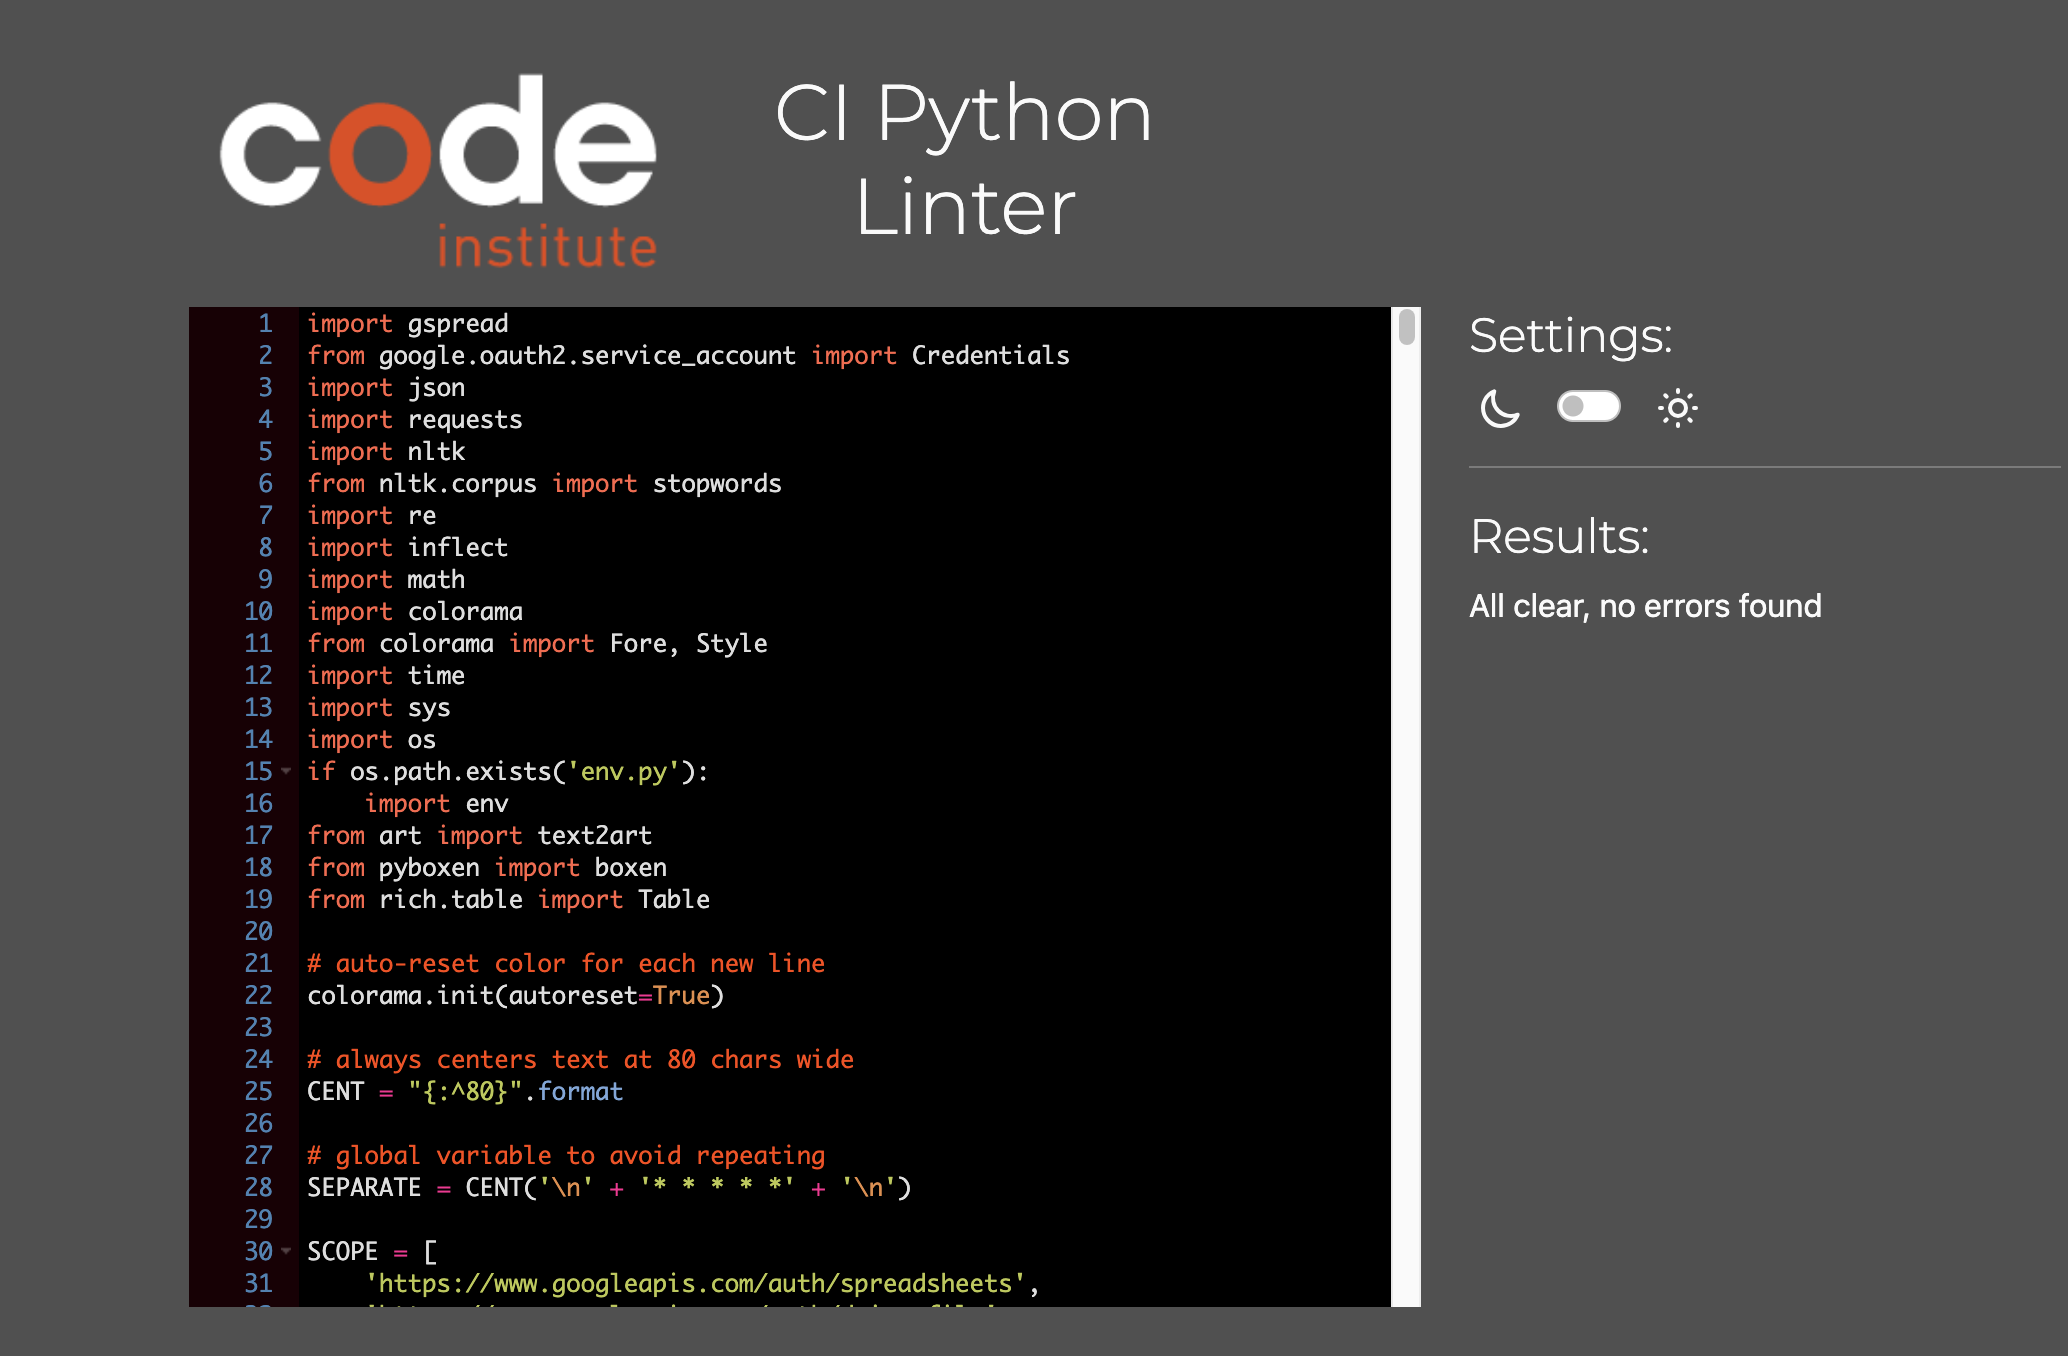 code
institute
CI Python
Linter
1 import gspread
2 from google.oauth2.service_account import Credentials
3 import json
4 import requests
5 import nltk
6 from nltk.corpus import stopwords
7 import re
8 import inflect
9 import math
10 import colorama
11 from colorama import Fore, Style
12 import time
13 import sys
14 import os
15 if os.path.exists('env.py'):
16     import env
17 from art import text2art
18 from pyboxen import boxen
19 from rich.table import Table
20
21 # auto-reset color for each new line
22 colorama.init(autoreset=True)
23
24 # always centers text at 80 chars wide
25 CENT = "{:^80}".format
26
27 # global variable to avoid repeating
28 SEPARATE = CENT('\n' + '* * * * *' + '\n')
29
30 SCOPE = [
31     'https://www.googleapis.com/auth/spreadsheets',
Settings:
Results:
All clear, no errors found